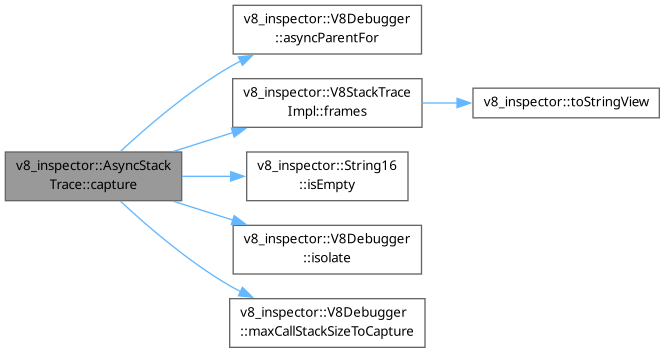 v8_inspector::V8Debugger
::asyncParentFor
v8_inspector::V8StackTrace
Impl::frames
v8_inspector::toStringView
v8_inspector::AsyncStack
Trace::capture
v8_inspector::String16
::isEmpty
v8_inspector::V8Debugger
::isolate
v8_inspector::V8Debugger
::maxCallStackSizeToCapture